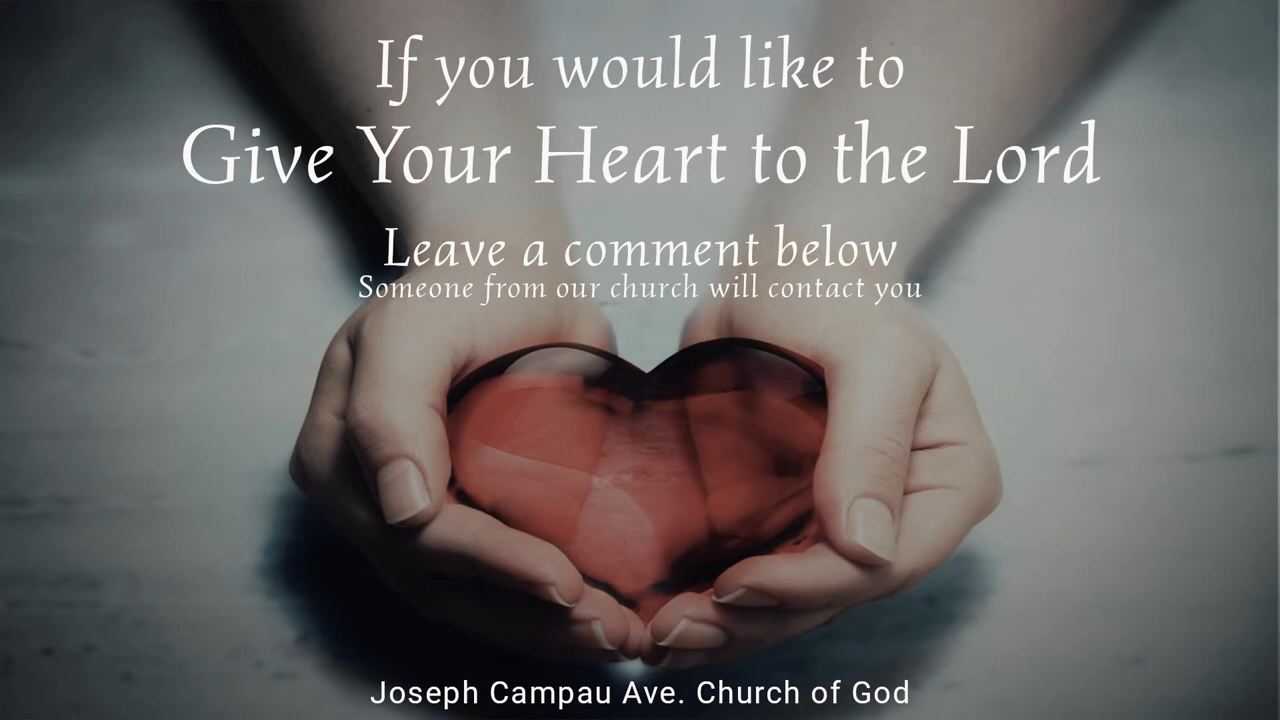 If you would like to
Give Your Heart to the Lord
Leave a comment below
Someone from our church will contact you
Joseph Campau Ave. Church of God